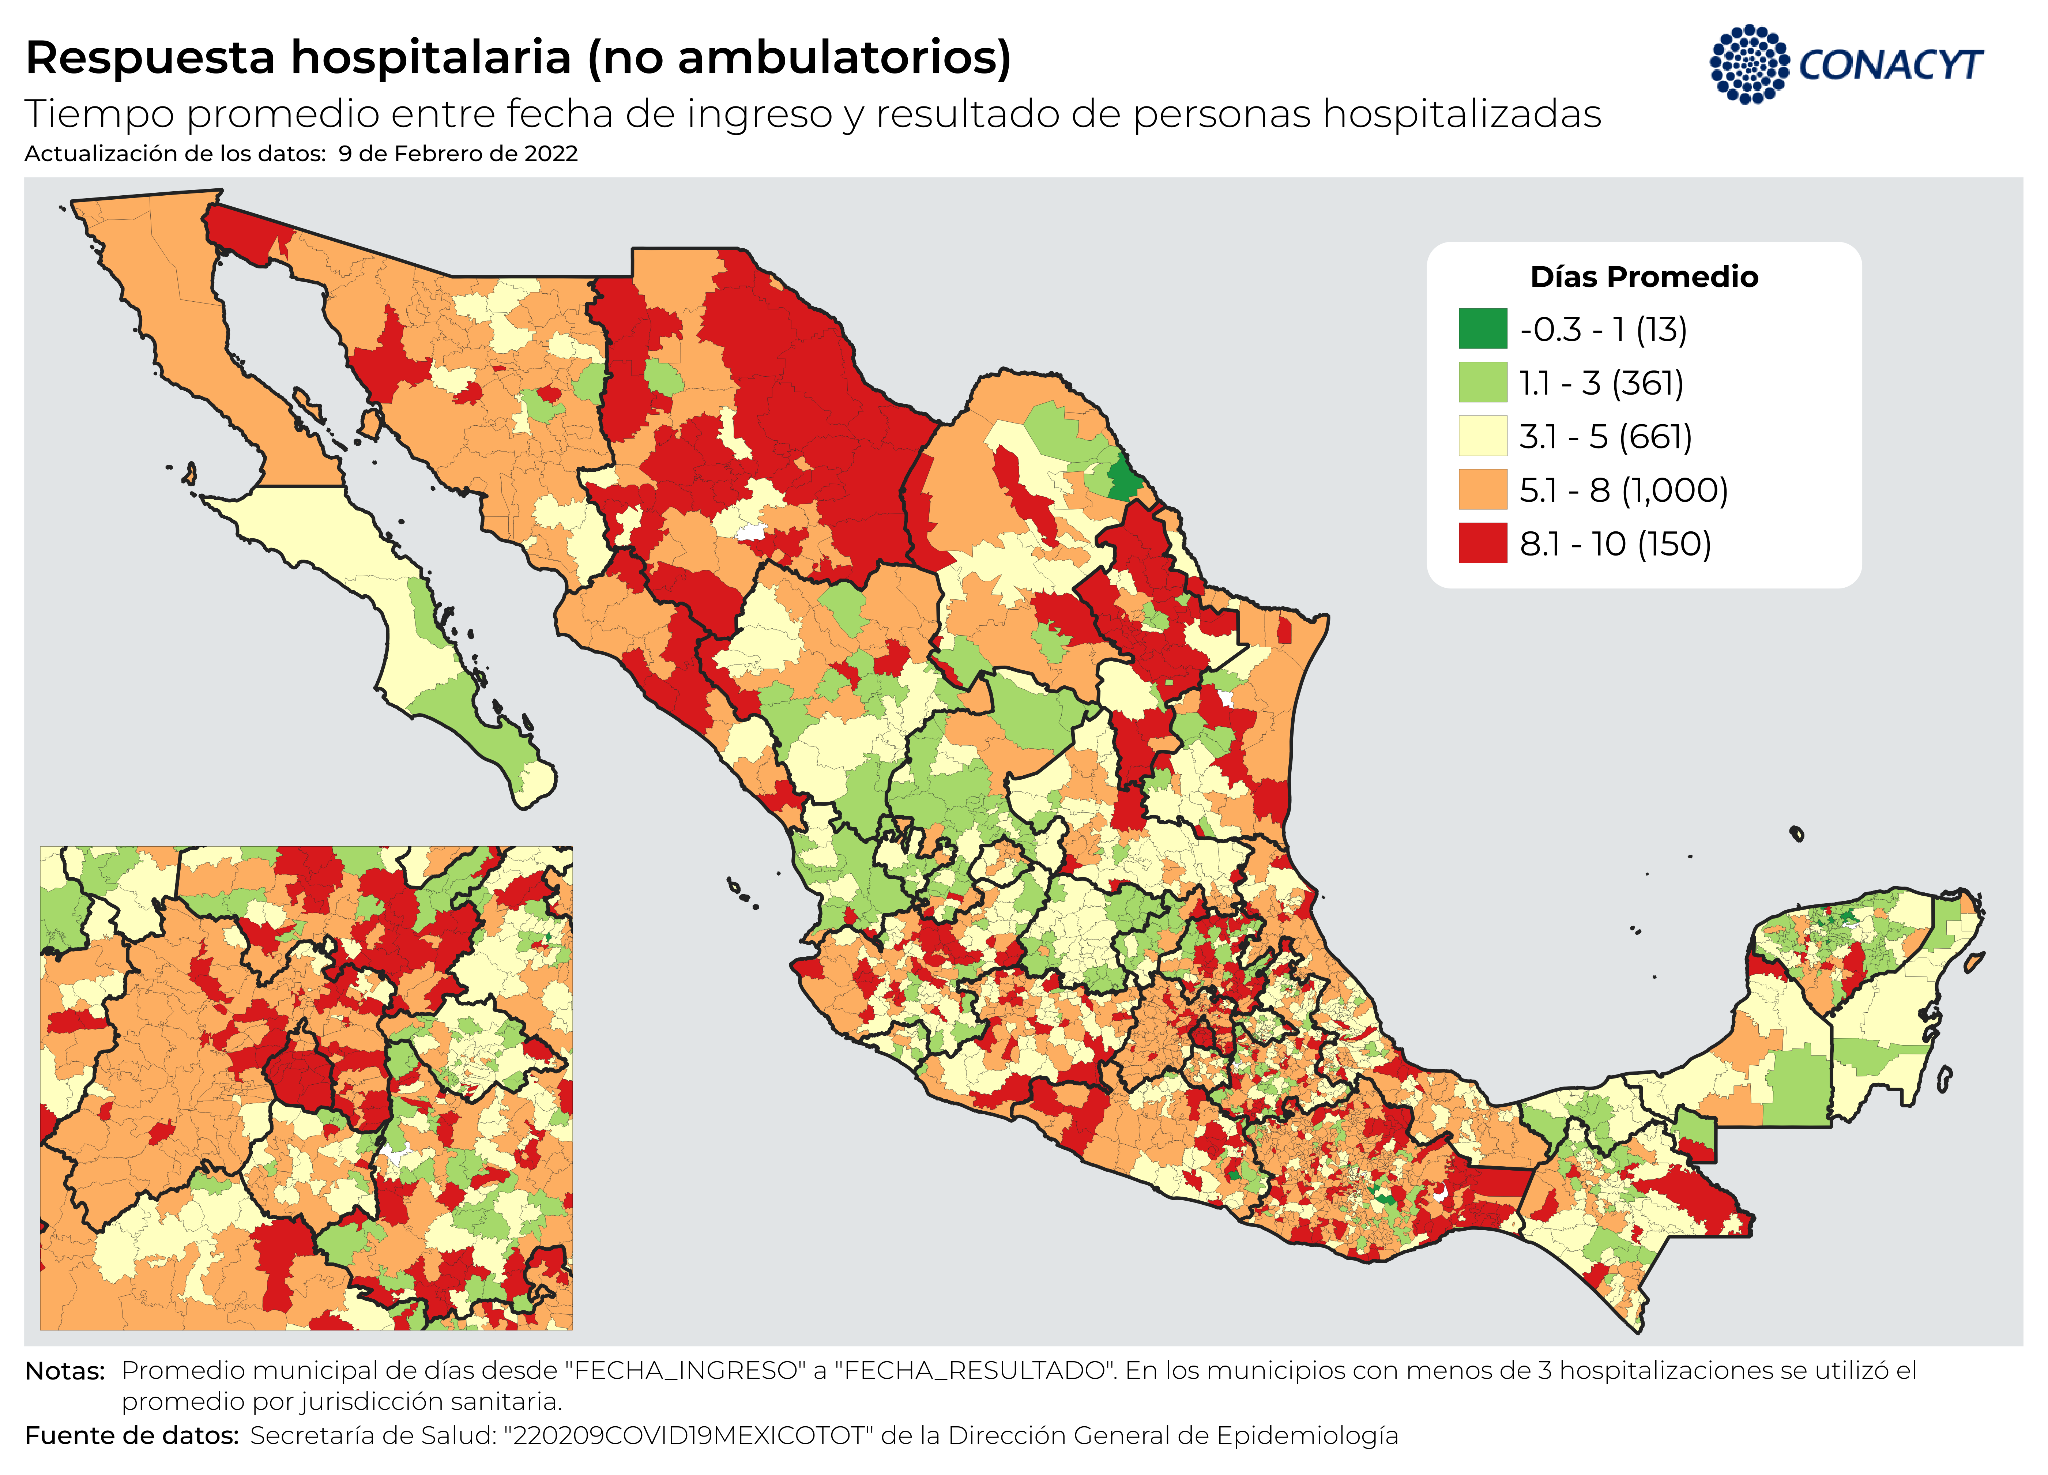 Respuesta hospitalaria (no ambulatorios)
CONACYT
Tiempo promedio entre fecha de ingreso y resultado de personas hospitalizadas
Actualización de los datos: 9 de Febrero de 2022
Días Promedio
-0.3 - 1 (13)
1.1 - 3 (361)
3.1 - 5 (661)
5.1 - 8 (1,000)
8.1 - 10 (150)
Notas: Promedio municipal de días desde "FECHA_INGRESO" a "FECHA_RESULTADO". En los municipios con menos de 3 hospitalizaciones se utilizó el
promedio por jurisdicción sanitaria.
Fuente de datos: Secretaría de Salud: "220209COVID19MEXICOTOT" de la Dirección General de Epidemiología